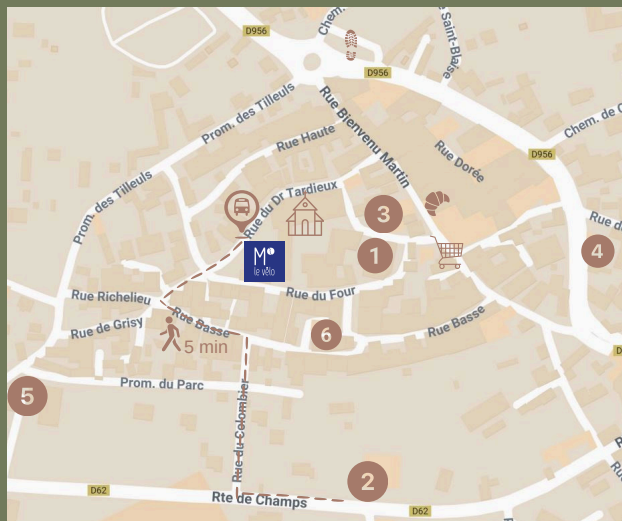 D956
Chem.
Saint-Blaise
D956
Prom. des Tilleuls
Rue Haute
Rue Bienvenu Martin
Rue Dorée
Chem. de C
D956
Prom. des Tilleuls
Rue du Dr Tardieux
3
Rue d
M
le vélo
1
4
Rue Richelieu
Rue du Four
Rue de Grisy
Rue Basse
6
Rue Basse
5 min
D
5
Prom. du Parc
Rue du Colombier
2
D62
Rte de Champs
D62